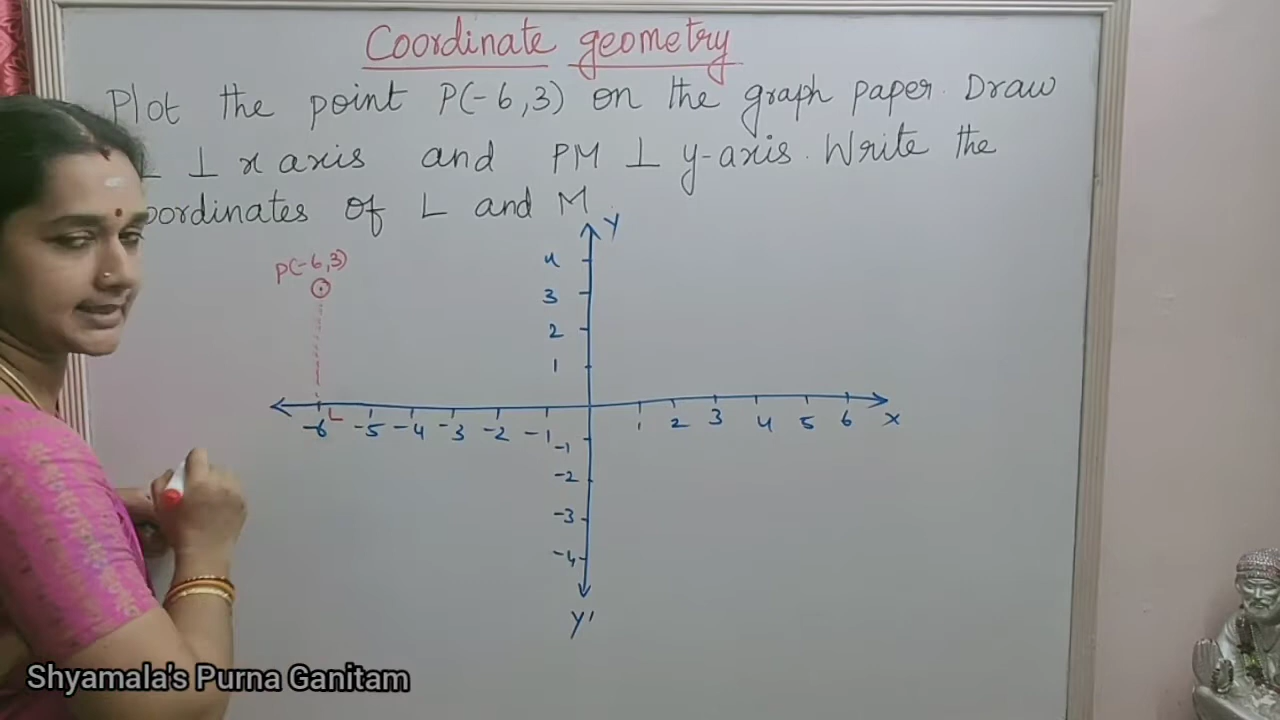 Coordinate geometry
Plot the point P(-6,3) on the graph paper. Draw
⊥ x axis and PM ⊥ y-axis. Write the
oordinates of L and M.
Y
P(-6,3)
4
3
2
1
-6 L -5 -4 -3 -2 -1 1 2 3 4 5 6 X
-1
-2
-3
-4
Y'
Shyamala's Purna Ganitam